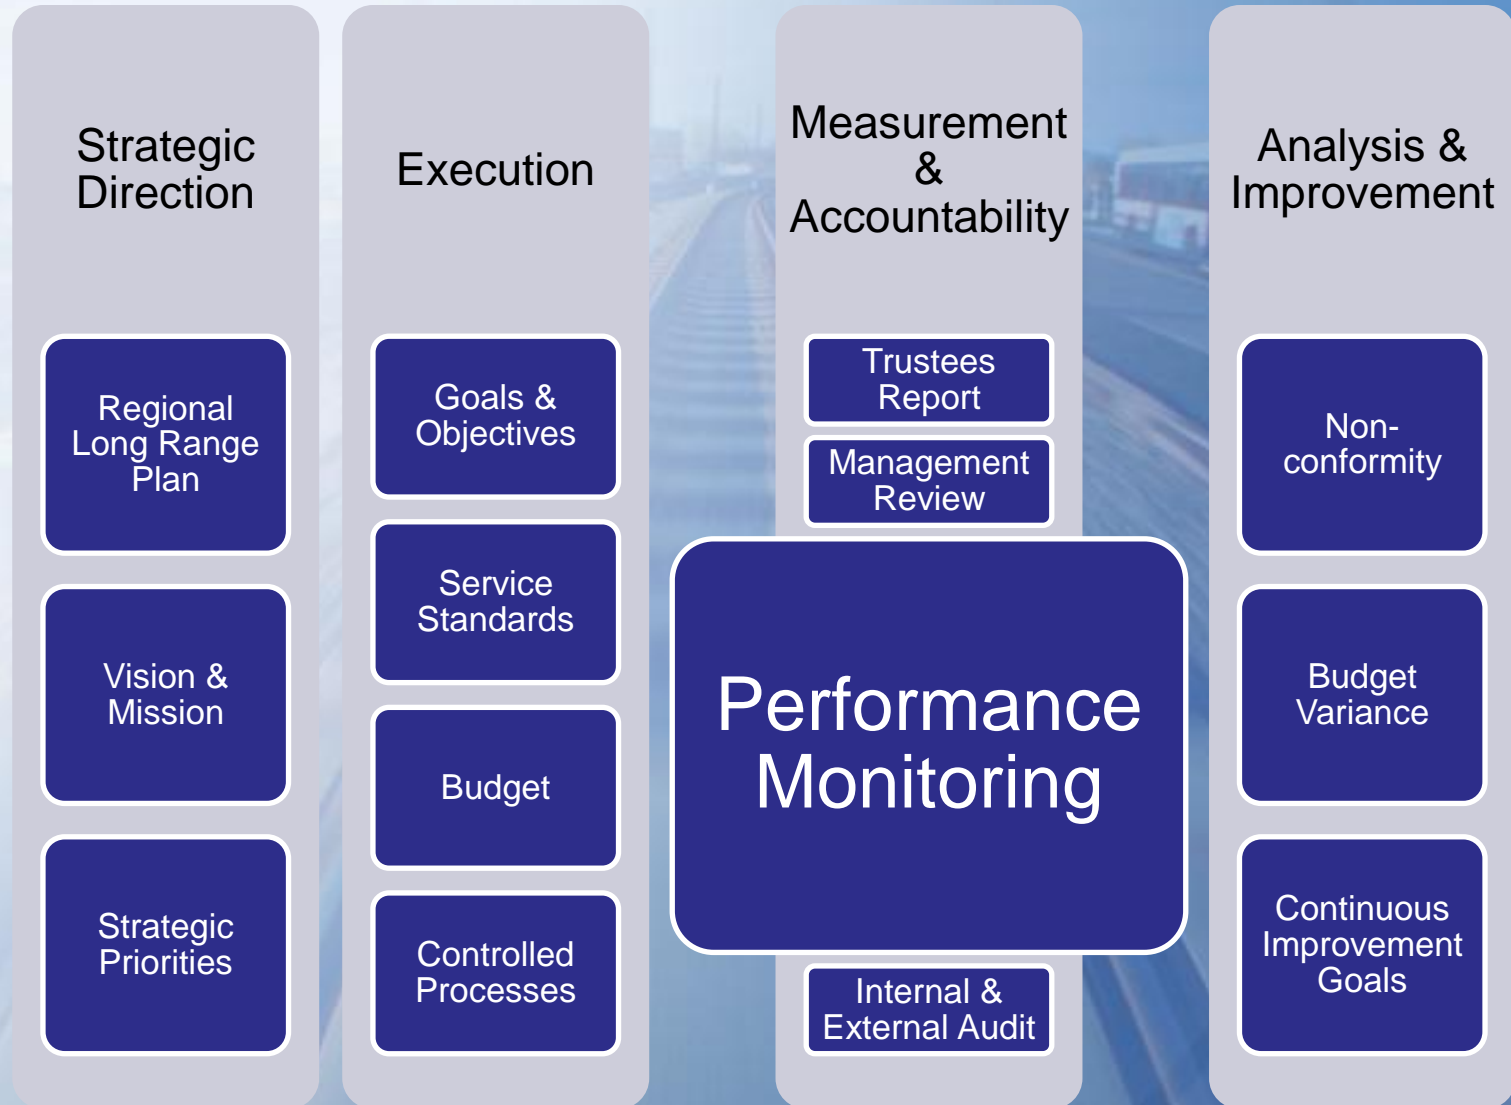 Strategic
Direction
Regional
Long Range
Plan
Vision &
Mission
Strategic
Priorities
Execution
Goals &
Objectives
Service
Standards
Budget
Controlled
Processes
Measurement
&
Accountability
Trustees
Report
Management
Review
Performance
Monitoring
Internal &
External Audit
Analysis &
Improvement
Non-
conformity
Budget
Variance
Continuous
Improvement
Goals